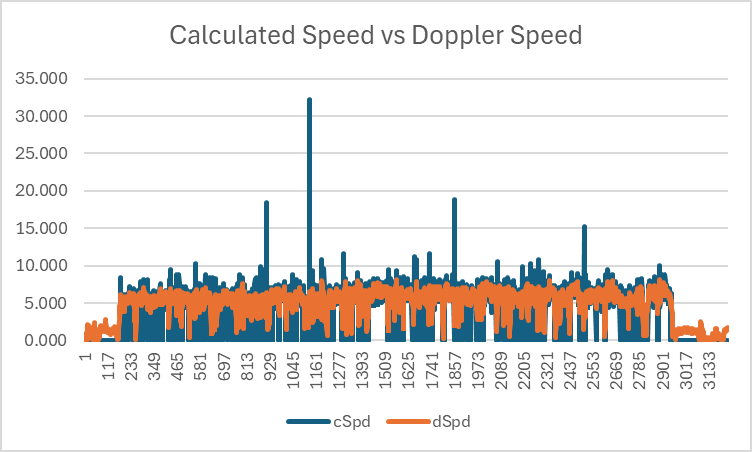 Calculated Speed vs Doppler Speed
35.000
30.000
25.000
20.000
15.000
10.000
5.000
0.000
1 117 233 349 465 581 697 813 929 1045 1161 1277 1393 1509 1625 1741 1857 1973 2089 2205 2321 2437 2553 2669 2785 2901 3017 3133
cSpd dSpd